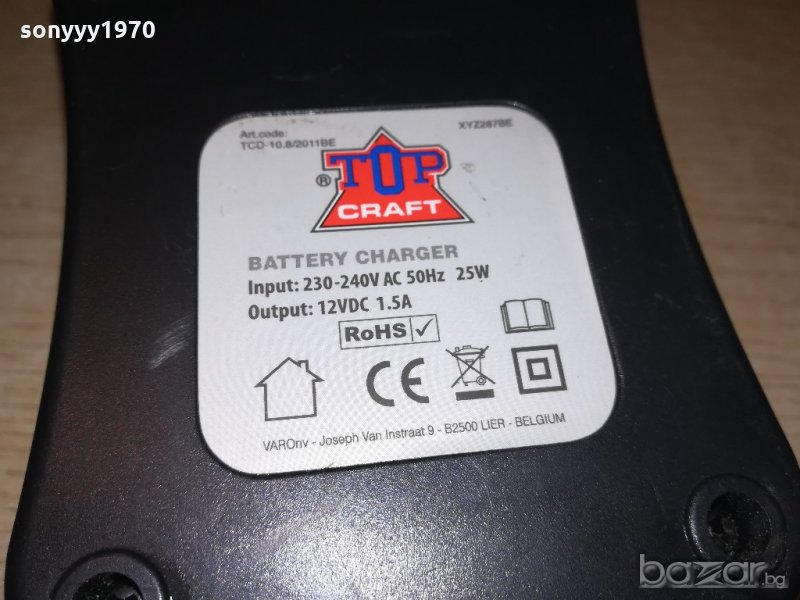 sonyyy1970
Art.code:
TCD-10.8/2011BE
XYZ287BE
TOP
® CRAFT
BATTERY CHARGER
Input: 230-240V AC 50Hz 25W
Output: 12VDC 1.5A
RoHS ✓
CE
VAROnv - Joseph Van Instraat 9 - B2500 LIER - BELGIUM
bazar.bg